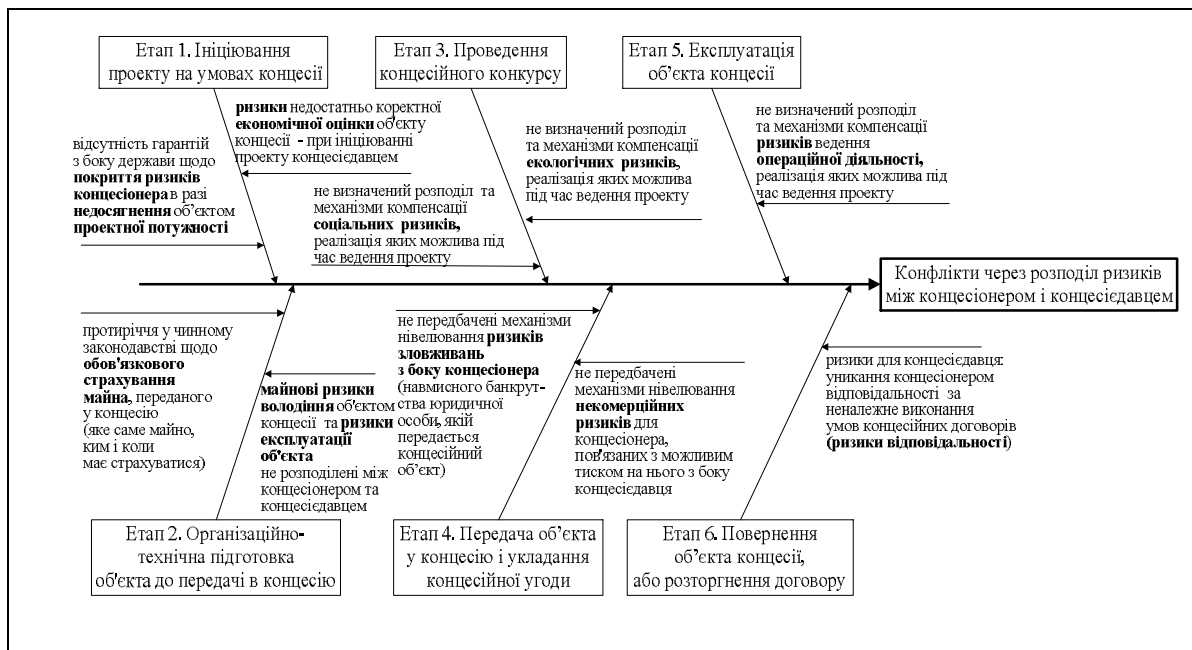 Етап 1. Ініціювання
проекту на умовах концесії
Етап 3. Проведення
концесійного конкурсу
Етап 5. Експлуатація
об’єкта концесії
відсутність гарантій
з боку держави щодо
покриття ризиків
концесіонера в разі
недосягнення об’єктом
проектної потужності
ризики недостатньо коректної
економічної оцінки об’єкту
концесії - при ініціюванні
проекту концесієдавцем
не визначений розподіл та
механізми компенсації
соціальних ризиків,
реалізація яких можлива під
час ведення проекту
не визначений розподіл
та механізми компенсації
екологічних ризиків,
реалізація яких можлива
під час ведення проекту
не визначений розподіл
та механізми компенсації
ризиків ведення
операційної діяльності,
реалізація яких можлива під
час ведення проекту
Конфлікти через розподіл ризиків
між концесіонером і концесієдавцем
протиріччя у чинному
законодавстві щодо
обов'язкового
страхування
майна, переданого
у концесію
(яке саме майно,
ким і коли
має страхуватися)
майнові ризики
володіння об’єктом
концесії та ризики
експлуатації
об’єкта
не розподілені між
концесіонером та
концесієдавцем
не передбачені механізми
нівелювання ризиків
зловживань
з боку концесіонера
(навмисного банкрут-
ства юридичної
особи, якій
передається
концесійний
об’єкт)
не передбачені
механізми нівелювання
некомерційних
ризиків для
концесіонера,
пов'язаних з можливим
тиском на нього з боку
концесієдавця
ризики для концесієдавця:
уникання концесіонером
відповідальності за
неналежне виконання
умов концесійних договорів
(ризики відповідальності)
Етап 2. Організаційно-
технічна підготовка
об'єкта до передачі в концесію
Етап 4. Передача об’єкта
у концесію і укладання
концесійної угоди
Етап 6. Повернення
об’єкта концесії,
або розторгнення договору